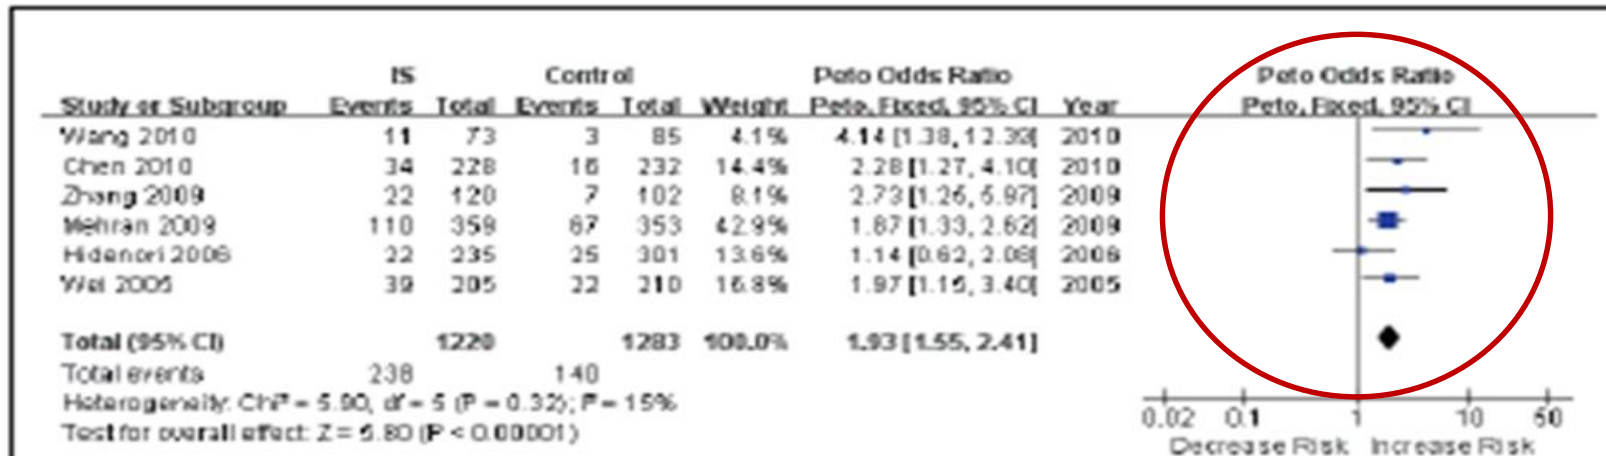 IS Control Peto Odds Ratio Peto Odds Ratio
Study or Subgroup Events Total Events Total Weight Peto, Fixed, 95% CI Year Peto, Fixed, 95% CI
Wang 2010 11 73 3 85 4.1% 4.14 [1.38, 12.39] 2010
Chen 2010 34 228 16 232 14.4% 2.28 [1.27, 4.10] 2010
Zhang 2009 22 120 7 102 8.1% 2.73 [1.25, 5.97] 2009
Mehran 2009 110 359 67 353 42.9% 1.87 [1.33, 2.62] 2009
Hidenori 2006 22 235 25 301 13.6% 1.14 [0.62, 2.08] 2006
Wei 2005 39 205 22 210 16.8% 1.97 [1.15, 3.40] 2005
Total (95% CI) 1220 1283 100.0% 1.93 [1.55, 2.41]
Total events 238 140
Heterogeneity: Chi² = 5.90, df = 5 (P = 0.32); I² = 15%
Test for overall effect: Z = 5.80 (P < 0.00001)
0.02 0.1 1 10 50
Decrease Risk Increase Risk